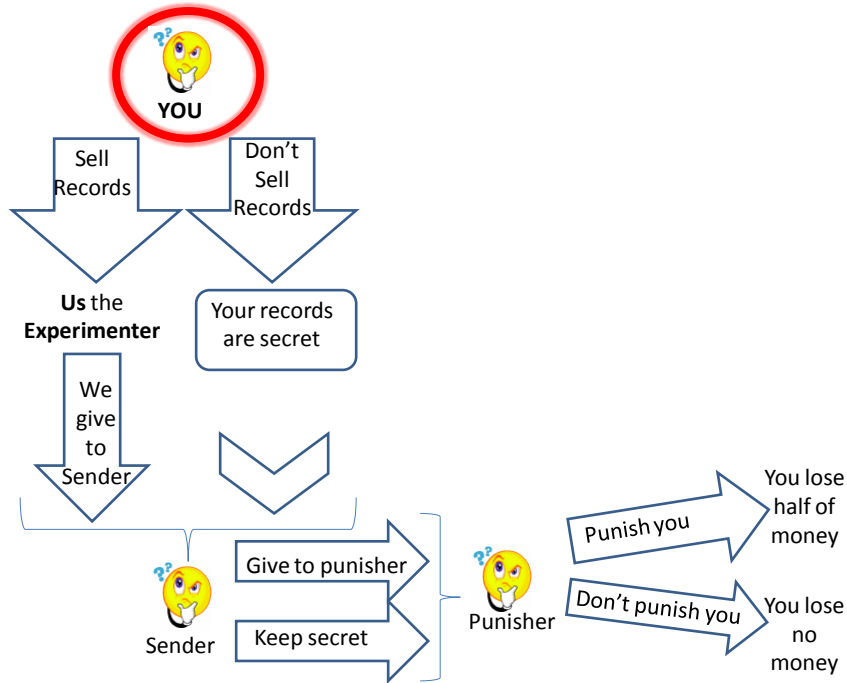 ??
YOU
Sell
Records
Don't
Sell
Records
Us the
Experimenter
Your records
are secret
We
give
to
Sender
??
Sender
Give to punisher
Keep secret
??
Punisher
Punish you
Don't punish you
You lose
half of
money
You lose
no
money